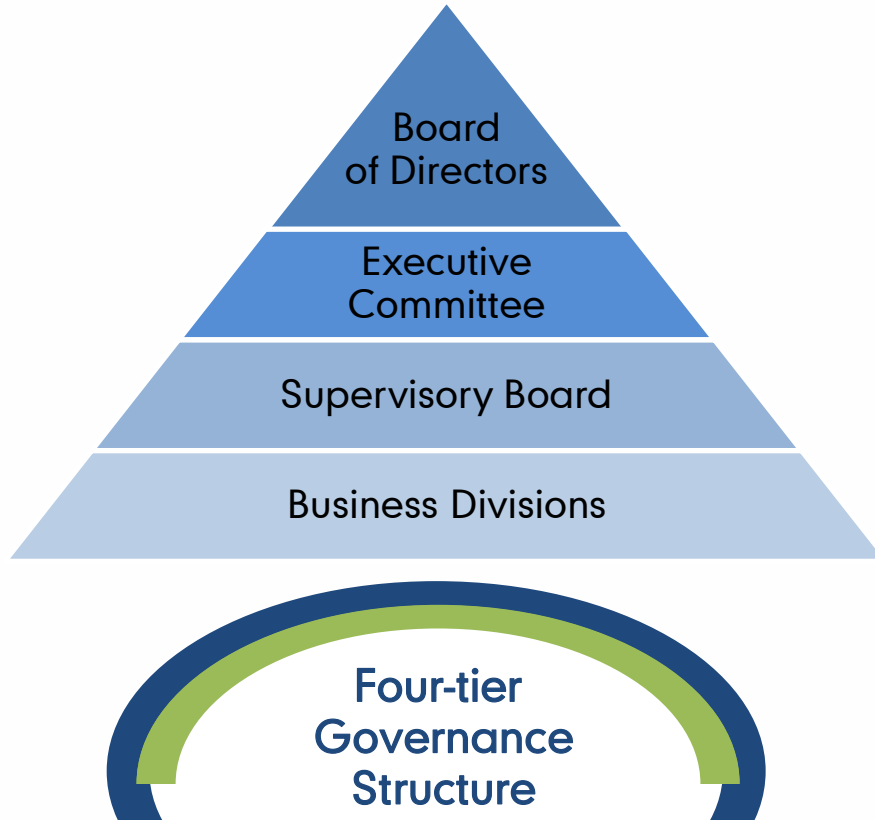 Board
of Directors
Executive
Committee
Supervisory Board
Business Divisions
Four-tier
Governance
Structure